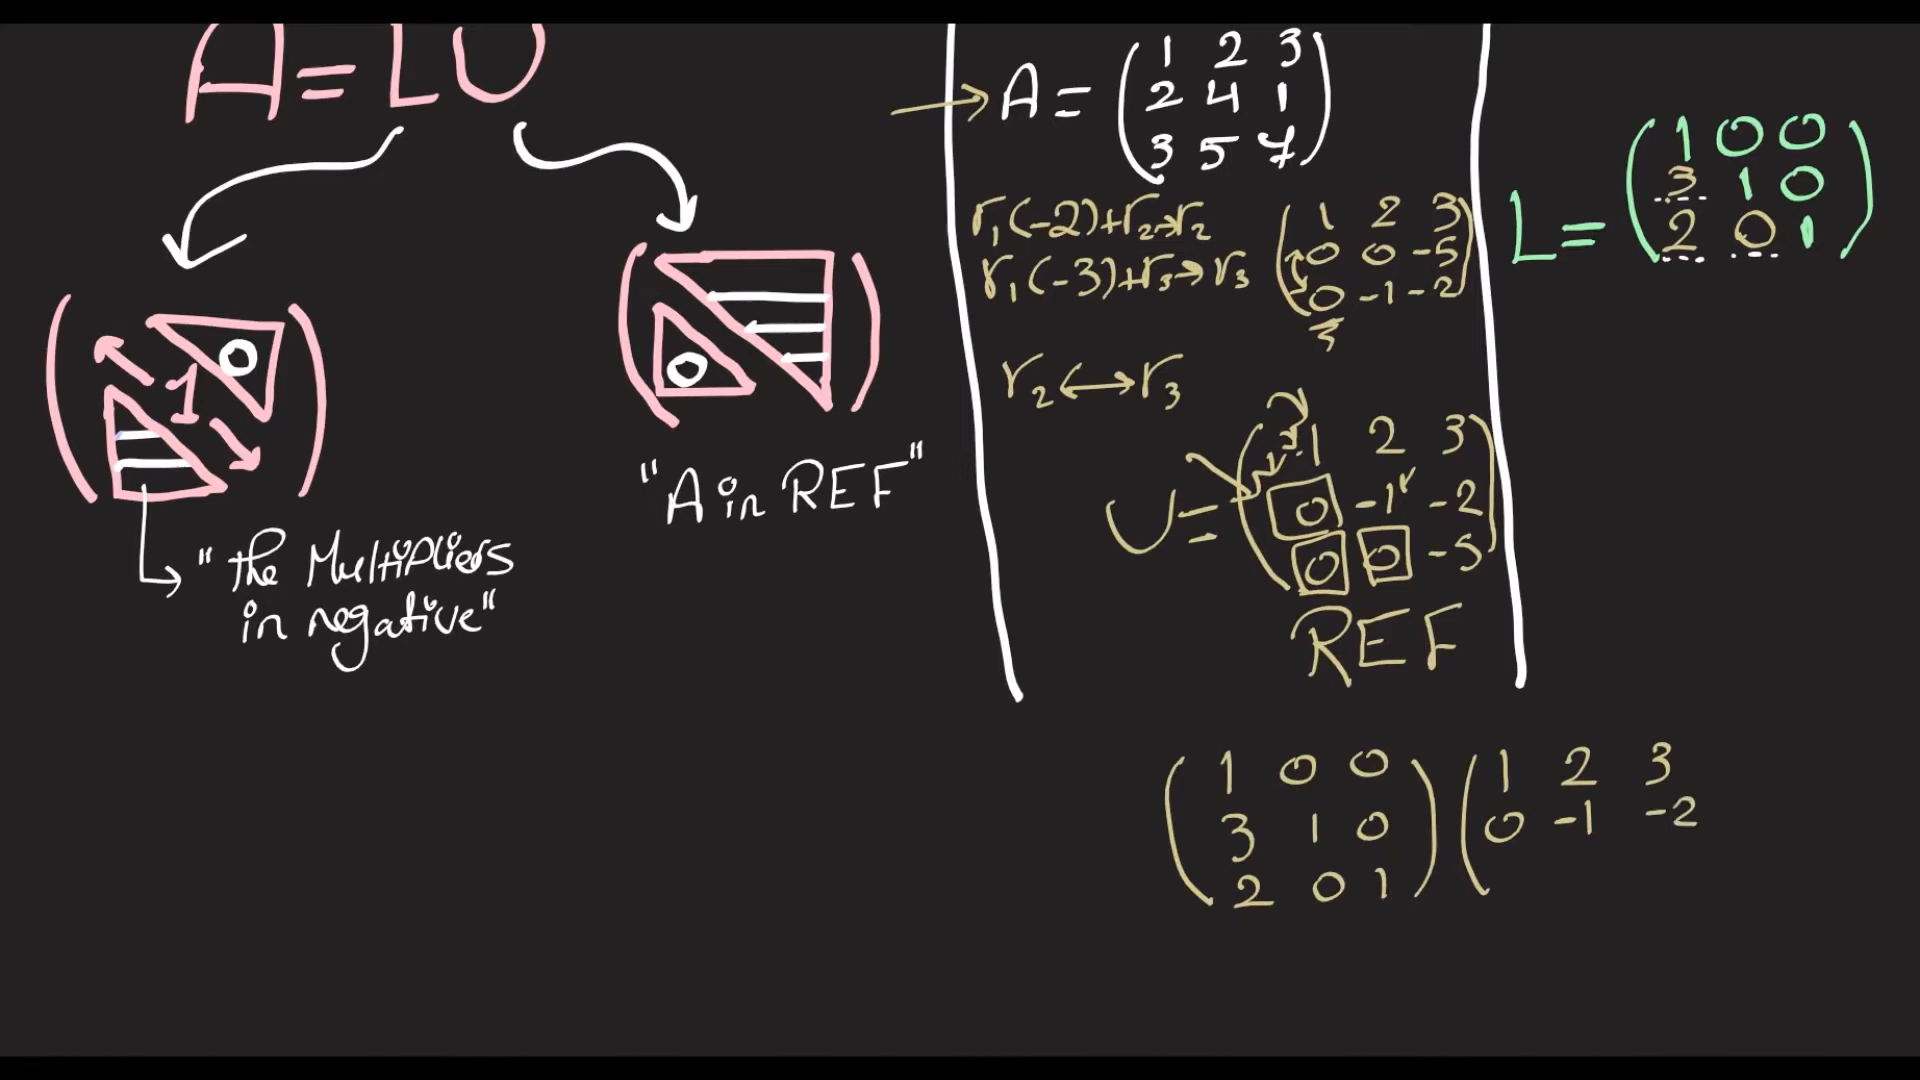 A = LU
"the Multipliers
in negative"
"A in REF"
0
-1
0
A = (1 2 3
2 4 1
3 5 7)
r₁(-2)+r₂→r₂
r₁(-3)+r₃→r₃
(1 2 3
0 0 -5
0 -1 -2)
r₂ ↔ r₃
U = (1 2 3
0 -1 -2
0 0 -5)
REF
L = (1 0 0
3 1 0
2 0 1)
(1 0 0
3 1 0
2 0 1)
(1 2 3
0 -1 -2